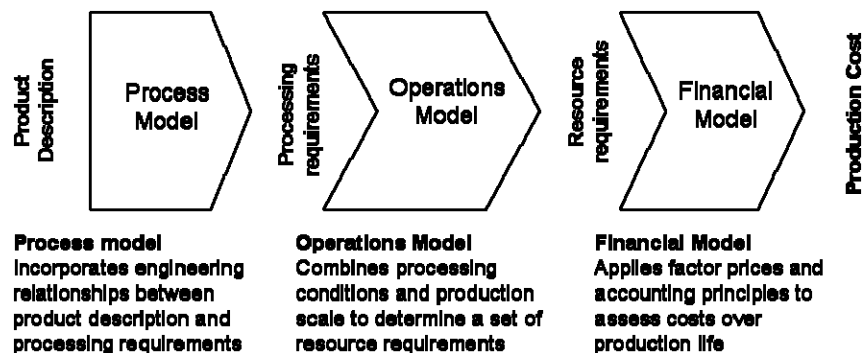 Product
Description
Process
Model
Processing
requirements
Operations
Model
Resource
requirements
Financial
Model
Production Cost
Process model
Incorporates engineering
relationships between
product description and
processing requirements
Operations Model
Combines processing
conditions and production
scale to determine a set of
resource requirements
Financial Model
Applies factor prices and
accounting principles to
assess costs over
production life